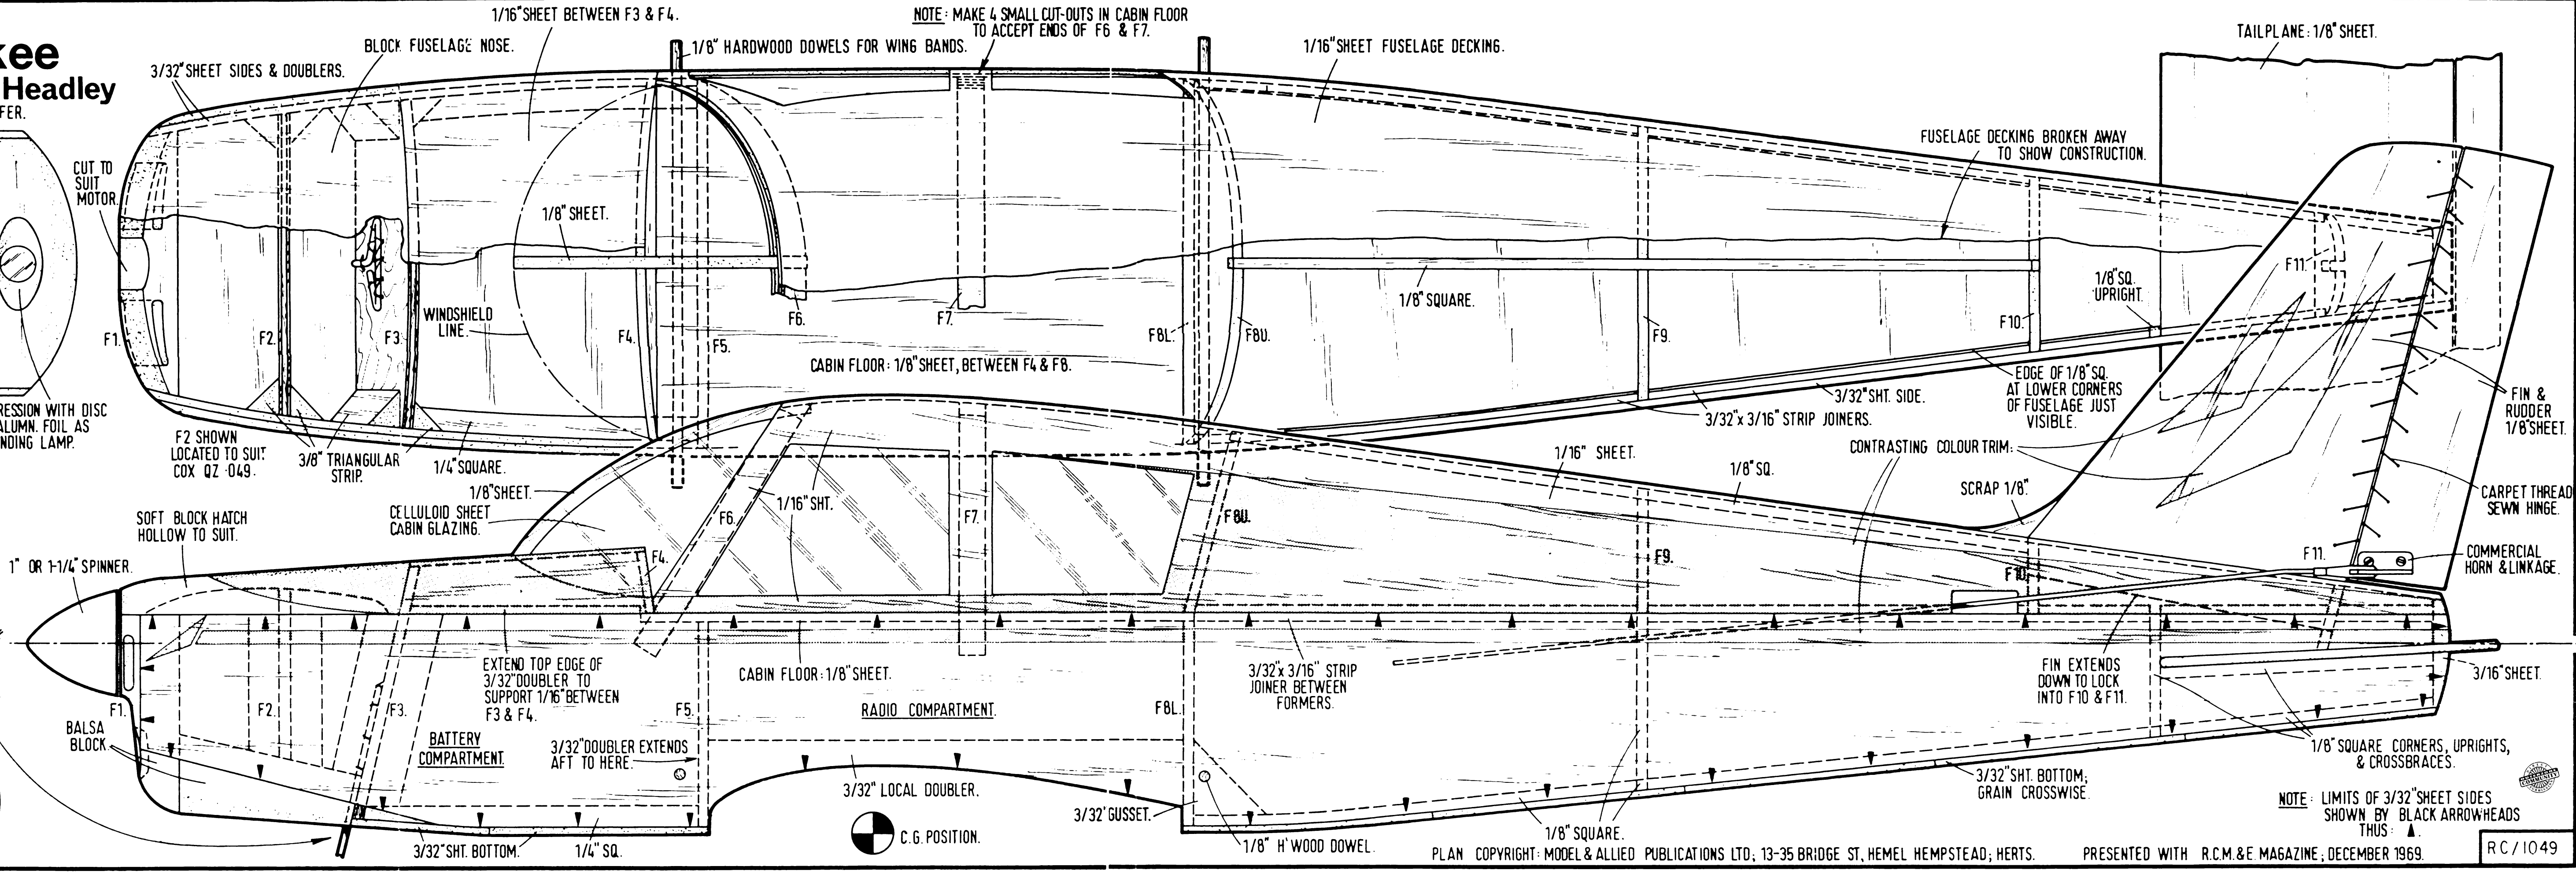 kee
Headley
FER.
3/32" SHEET SIDES & DOUBLERS.
BLOCK FUSELAGE NOSE.
1/16" SHEET BETWEEN F3 & F4.
1/8" HARDWOOD DOWELS FOR WING BANDS.
NOTE: MAKE 4 SMALL CUT-OUTS IN CABIN FLOOR
TO ACCEPT ENDS OF F6 & F7.
1/16" SHEET FUSELAGE DECKING.
TAILPLANE: 1/8" SHEET.
FUSELAGE DECKING BROKEN AWAY
TO SHOW CONSTRUCTION.
CUT TO
SUIT
MOTOR.
1/8" SHEET.
WINDSHIELD
LINE.
F1.
F2.
F3.
F4.
F5.
F6.
F7.
F8L.
F8U.
F9.
F10.
F11.
1/8" SQUARE.
1/8" SQ.
UPRIGHT.
CABIN FLOOR: 1/8" SHEET, BETWEEN F4 & F8.
3/32" SHT. SIDE.
3/32" x 3/16" STRIP JOINERS.
EDGE OF 1/8" SQ.
AT LOWER CORNERS
OF FUSELAGE JUST
VISIBLE.
FIN &
RUDDER
1/8" SHEET.
RESSION WITH DISC
ALUMN. FOIL AS
NDING LAMP.
F2 SHOWN
LOCATED TO SUIT
COX QZ ·049.
3/8" TRIANGULAR
STRIP.
1/4" SQUARE.
1/8" SHEET.
CELLULOID SHEET
CABIN GLAZING.
1/16" SHT.
1/16" SHEET.
1/8" SQ.
CONTRASTING COLOUR TRIM:
SCRAP 1/8".
CARPET THREAD
SEWN HINGE.
SOFT BLOCK HATCH
HOLLOW TO SUIT.
1" OR 1-1/4" SPINNER.
F4.
F6.
F7.
F8U.
F9.
F10.
F11.
COMMERCIAL
HORN & LINKAGE.
EXTEND TOP EDGE OF
3/32" DOUBLER TO
SUPPORT 1/16" BETWEEN
F3 & F4.
CABIN FLOOR: 1/8" SHEET.
3/32" x 3/16" STRIP
JOINER BETWEEN
FORMERS.
FIN EXTENDS
DOWN TO LOCK
INTO F10 & F11.
3/16" SHEET.
F1.
F2.
F3.
F5.
F8L.
RADIO COMPARTMENT.
BALSA
BLOCK.
BATTERY
COMPARTMENT.
3/32" DOUBLER EXTENDS
AFT TO HERE.
3/32" LOCAL DOUBLER.
3/32" GUSSET.
1/8" SQUARE CORNERS, UPRIGHTS,
& CROSSBRACES.
3/32" SHT. BOTTOM;
GRAIN CROSSWISE.
NOTE: LIMITS OF 3/32" SHEET SIDES
SHOWN BY BLACK ARROWHEADS
THUS:
C.G. POSITION.
1/8" SQUARE.
3/32" SHT. BOTTOM.
1/4" SQ.
1/8" H'WOOD DOWEL.
PLAN COPYRIGHT: MODEL & ALLIED PUBLICATIONS LTD; 13-35 BRIDGE ST, HEMEL HEMPSTEAD; HERTS.
PRESENTED WITH R.C.M.&E. MAGAZINE; DECEMBER 1969.
RC/1049